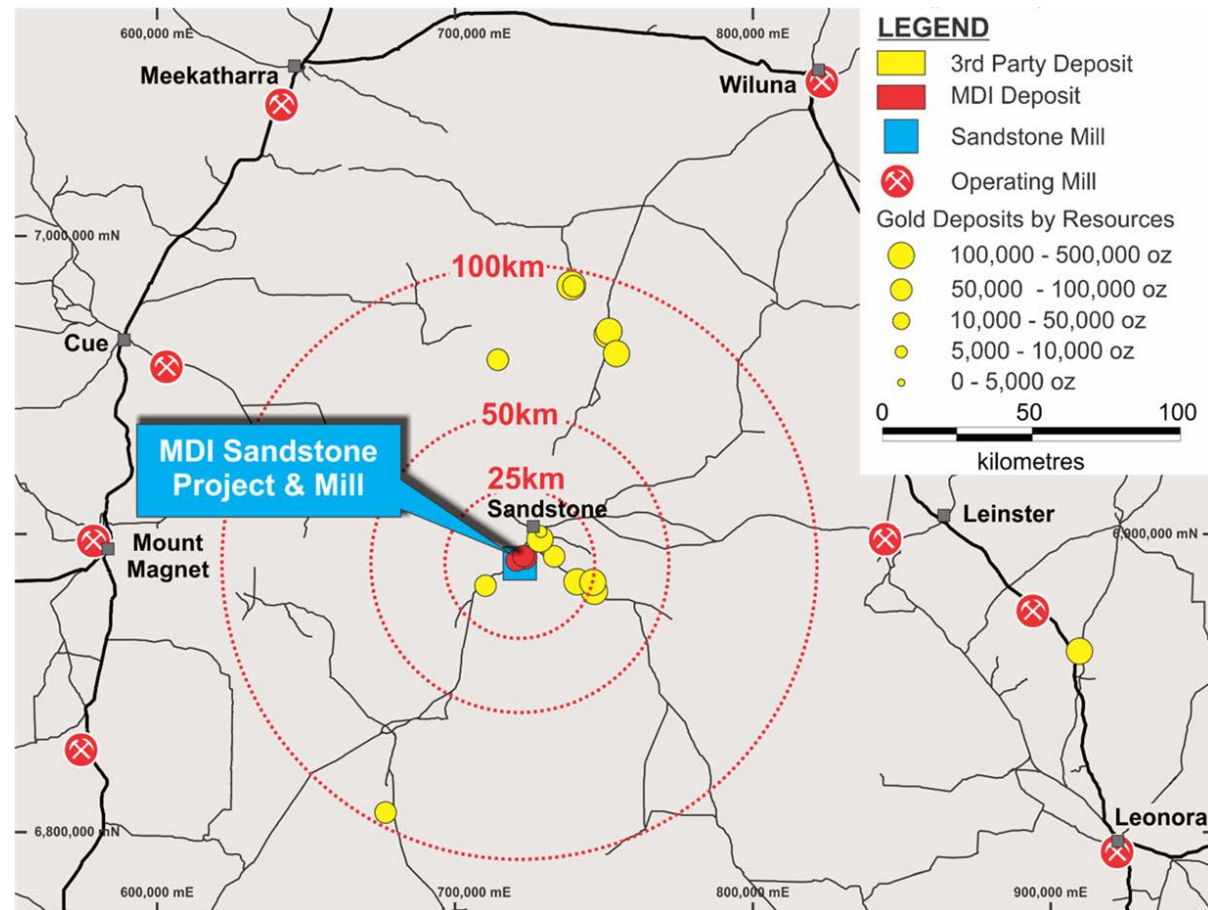 600,000 mE
700,000 mE
800,000 mE
Meekatharra
Wiluna
7,000,000 mN
100km
Cue
50km
MDI Sandstone
Project & Mill
25km
Sandstone
Mount
Magnet
Leinster
6,900,000 mN
6,800,000 mN
Leonora
600,000 mE
700,000 mE
800,000 mE
900,000 mE
LEGEND
3rd Party Deposit
MDI Deposit
Sandstone Mill
Operating Mill
Gold Deposits by Resources
100,000 - 500,000 oz
50,000 - 100,000 oz
10,000 - 50,000 oz
5,000 - 10,000 oz
0 - 5,000 oz
0 50 100
kilometres